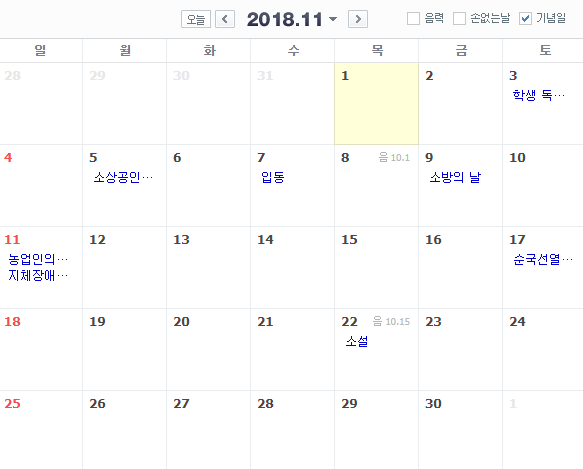 오늘 2018.11 음력 손없는날 기념일
일 월 화 수 목 금 토
28 29 30 31 1 2 3
학생 독…
4 5 6 7 8 음 10.1 9 10
소상공인… 입동 소방의 날
11 12 13 14 15 16 17
농업인의… 순국선열…
지체장애…
18 19 20 21 22 음 10.15 23 24
소설
25 26 27 28 29 30 1